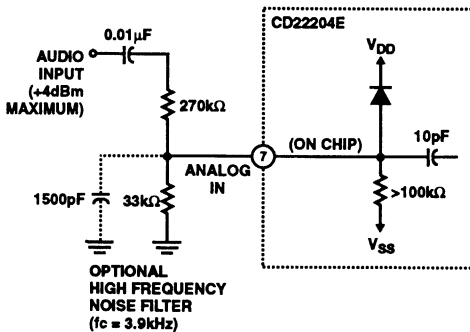 CD22204E
0.01μF
AUDIO
INPUT
(+4dBm
MAXIMUM)
VDD
270kΩ
7
(ON CHIP)
10pF
ANALOG
IN
1500pF
33kΩ
>100kΩ
VSS
OPTIONAL
HIGH FREQUENCY
NOISE FILTER
(fc = 3.9kHz)